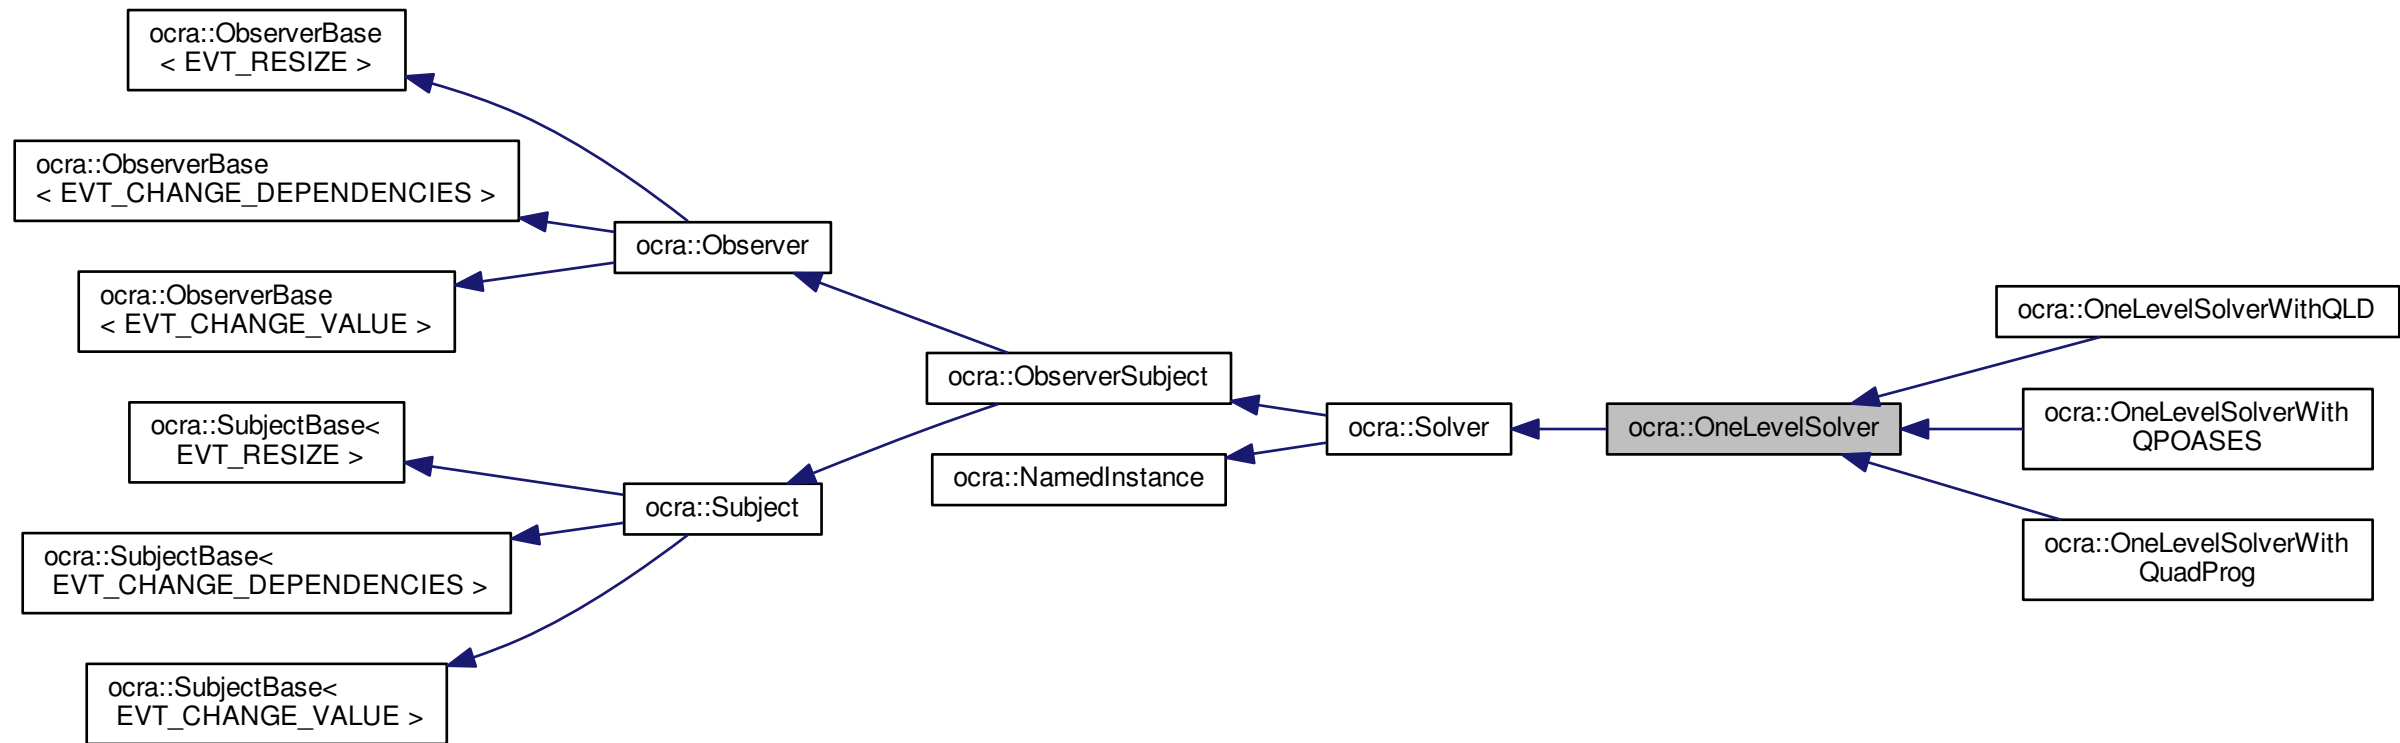 ocra::ObserverBase
< EVT_RESIZE >
ocra::ObserverBase
< EVT_CHANGE_DEPENDENCIES >
ocra::ObserverBase
< EVT_CHANGE_VALUE >
ocra::SubjectBase<
EVT_RESIZE >
ocra::SubjectBase<
EVT_CHANGE_DEPENDENCIES >
ocra::SubjectBase<
EVT_CHANGE_VALUE >
ocra::Observer
ocra::Subject
ocra::ObserverSubject
ocra::NamedInstance
ocra::Solver
ocra::OneLevelSolver
ocra::OneLevelSolverWithQLD
ocra::OneLevelSolverWith
QPOASES
ocra::OneLevelSolverWith
QuadProg